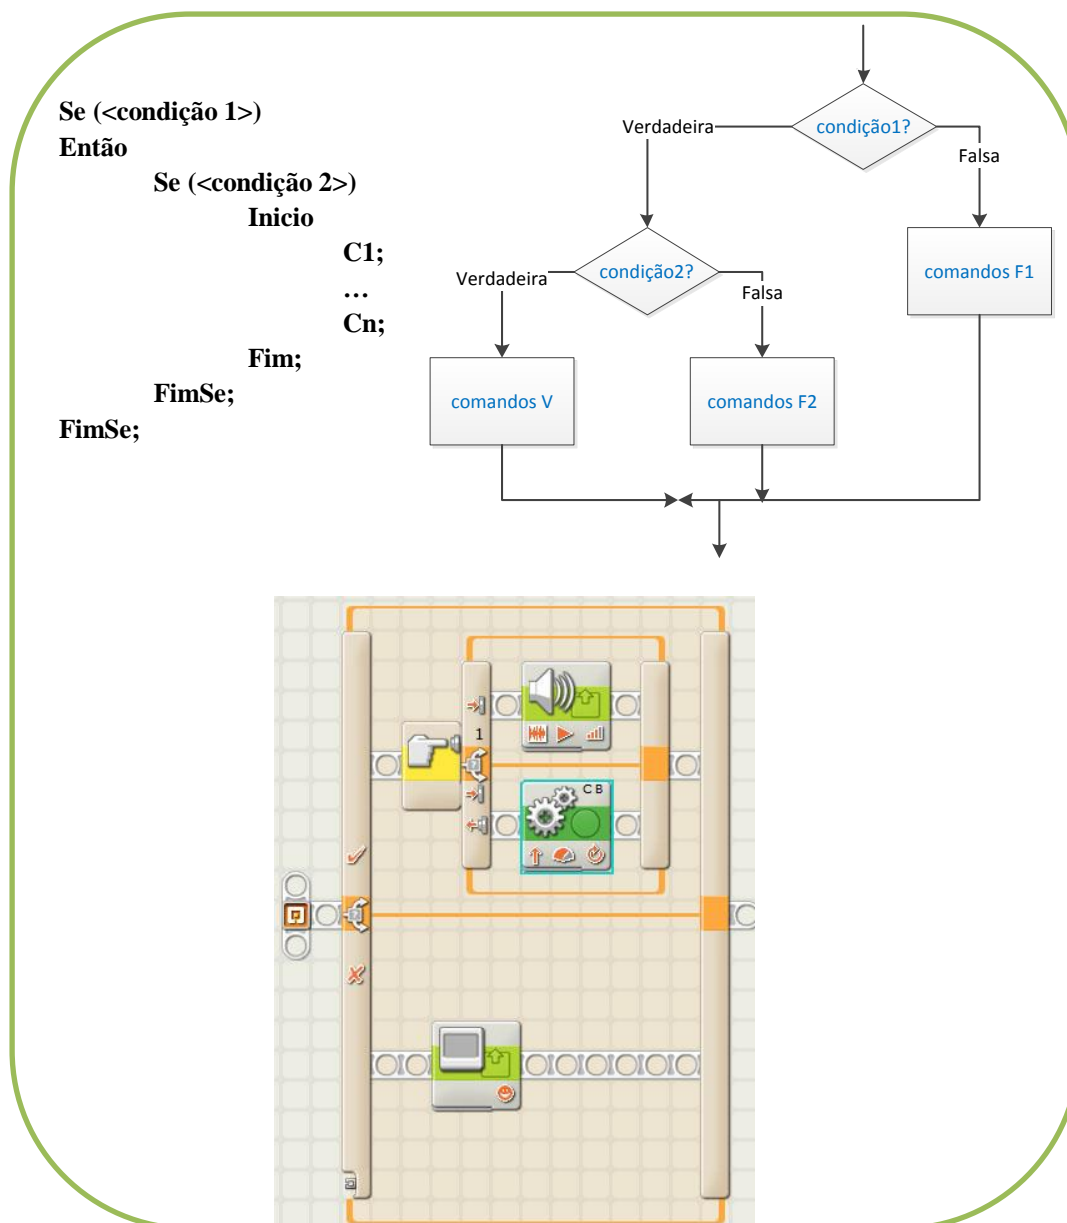 Se (<condição 1>)
Então
Se (<condição 2>)
Inicio
C1;
...
Cn;
Fim;
FimSe;
FimSe;
condição1?
Verdadeira
Falsa
condição2?
comandos F1
Verdadeira
Falsa
comandos V
comandos F2
1
C B